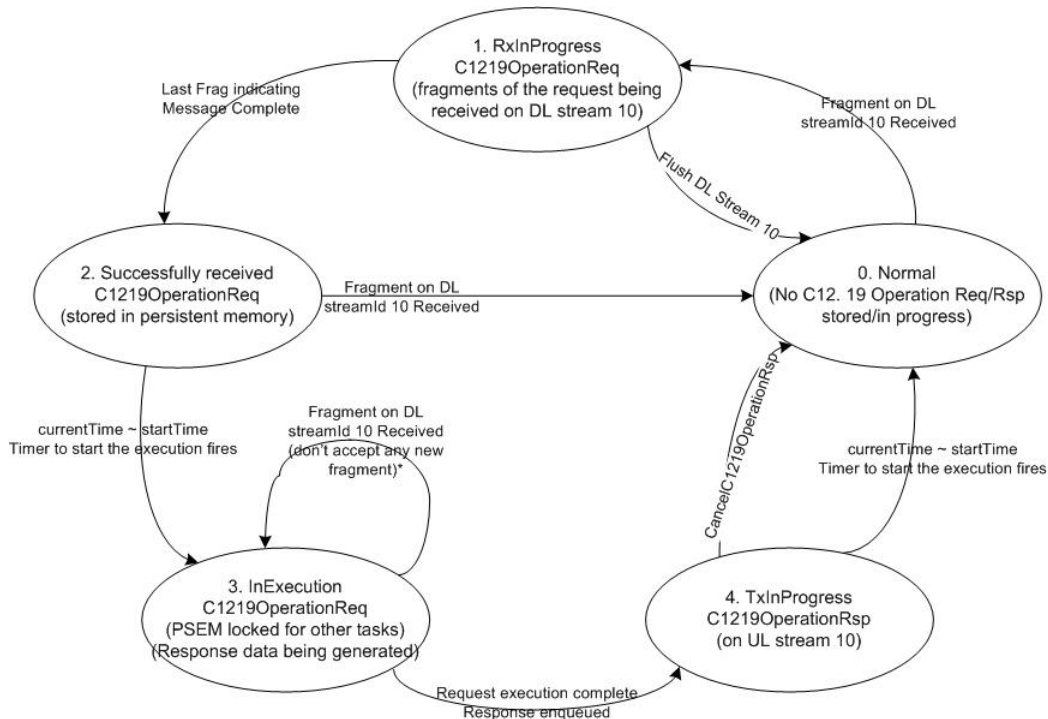 1. RxInProgress
C1219OperationReq
(fragments of the request being
received on DL stream 10)
Last Frag indicating
Message Complete
Fragment on DL
streamId 10 Received
Flush DL Stream 10
2. Successfully received
C1219OperationReq
(stored in persistent memory)
Fragment on DL
streamId 10 Received
0. Normal
(No C12. 19 Operation Req/Rsp
stored/in progress)
currentTime ~ startTime
Timer to start the execution fires
Fragment on DL
streamId 10 Received
(don't accept any new
fragment)*
CancelC1219OperationRsp
currentTime ~ startTime
Timer to start the execution fires
3. InExecution
C1219OperationReq
(PSEM locked for other tasks)
(Response data being generated)
4. TxInProgress
C1219OperationRsp
(on UL stream 10)
Request execution complete
Response enqueued